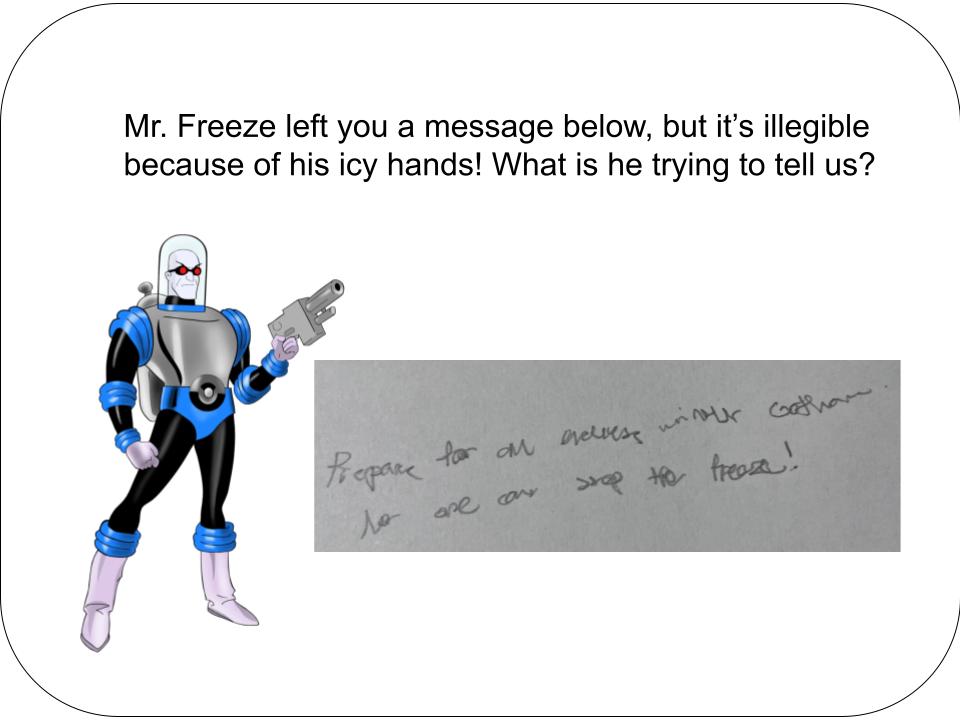 Mr. Freeze left you a message below, but it’s illegible
because of his icy hands! What is he trying to tell us?
Prepare for an endless winter Gotham.
No one can stop the freeze!